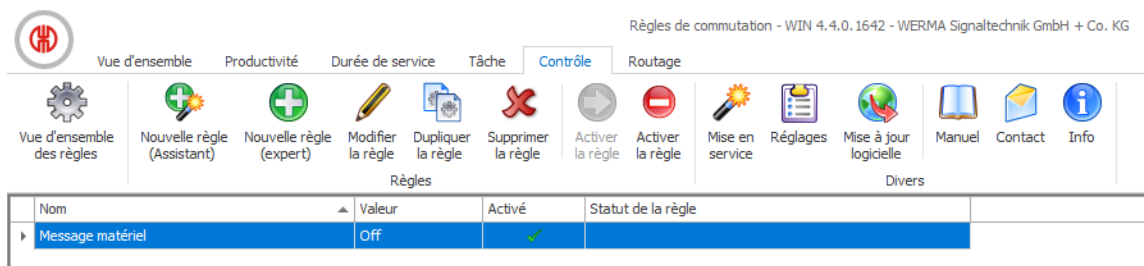 Règles de commutation - WIN 4.4.0.1642 - WERMA Signaltechnik GmbH + Co. KG
Vue d'ensemble Productivité Durée de service Tâche Contrôle Routage
Vue d'ensemble des règles
Nouvelle règle (Assistant)
Nouvelle règle (expert)
Modifier la règle
Dupliquer la règle
Supprimer la règle
Activer la règle
Activer la règle
Mise en service
Réglages
Mise à jour logicielle
Manuel
Contact
Info
Règles
Divers
Nom Valeur Activé Statut de la règle
Message matériel Off